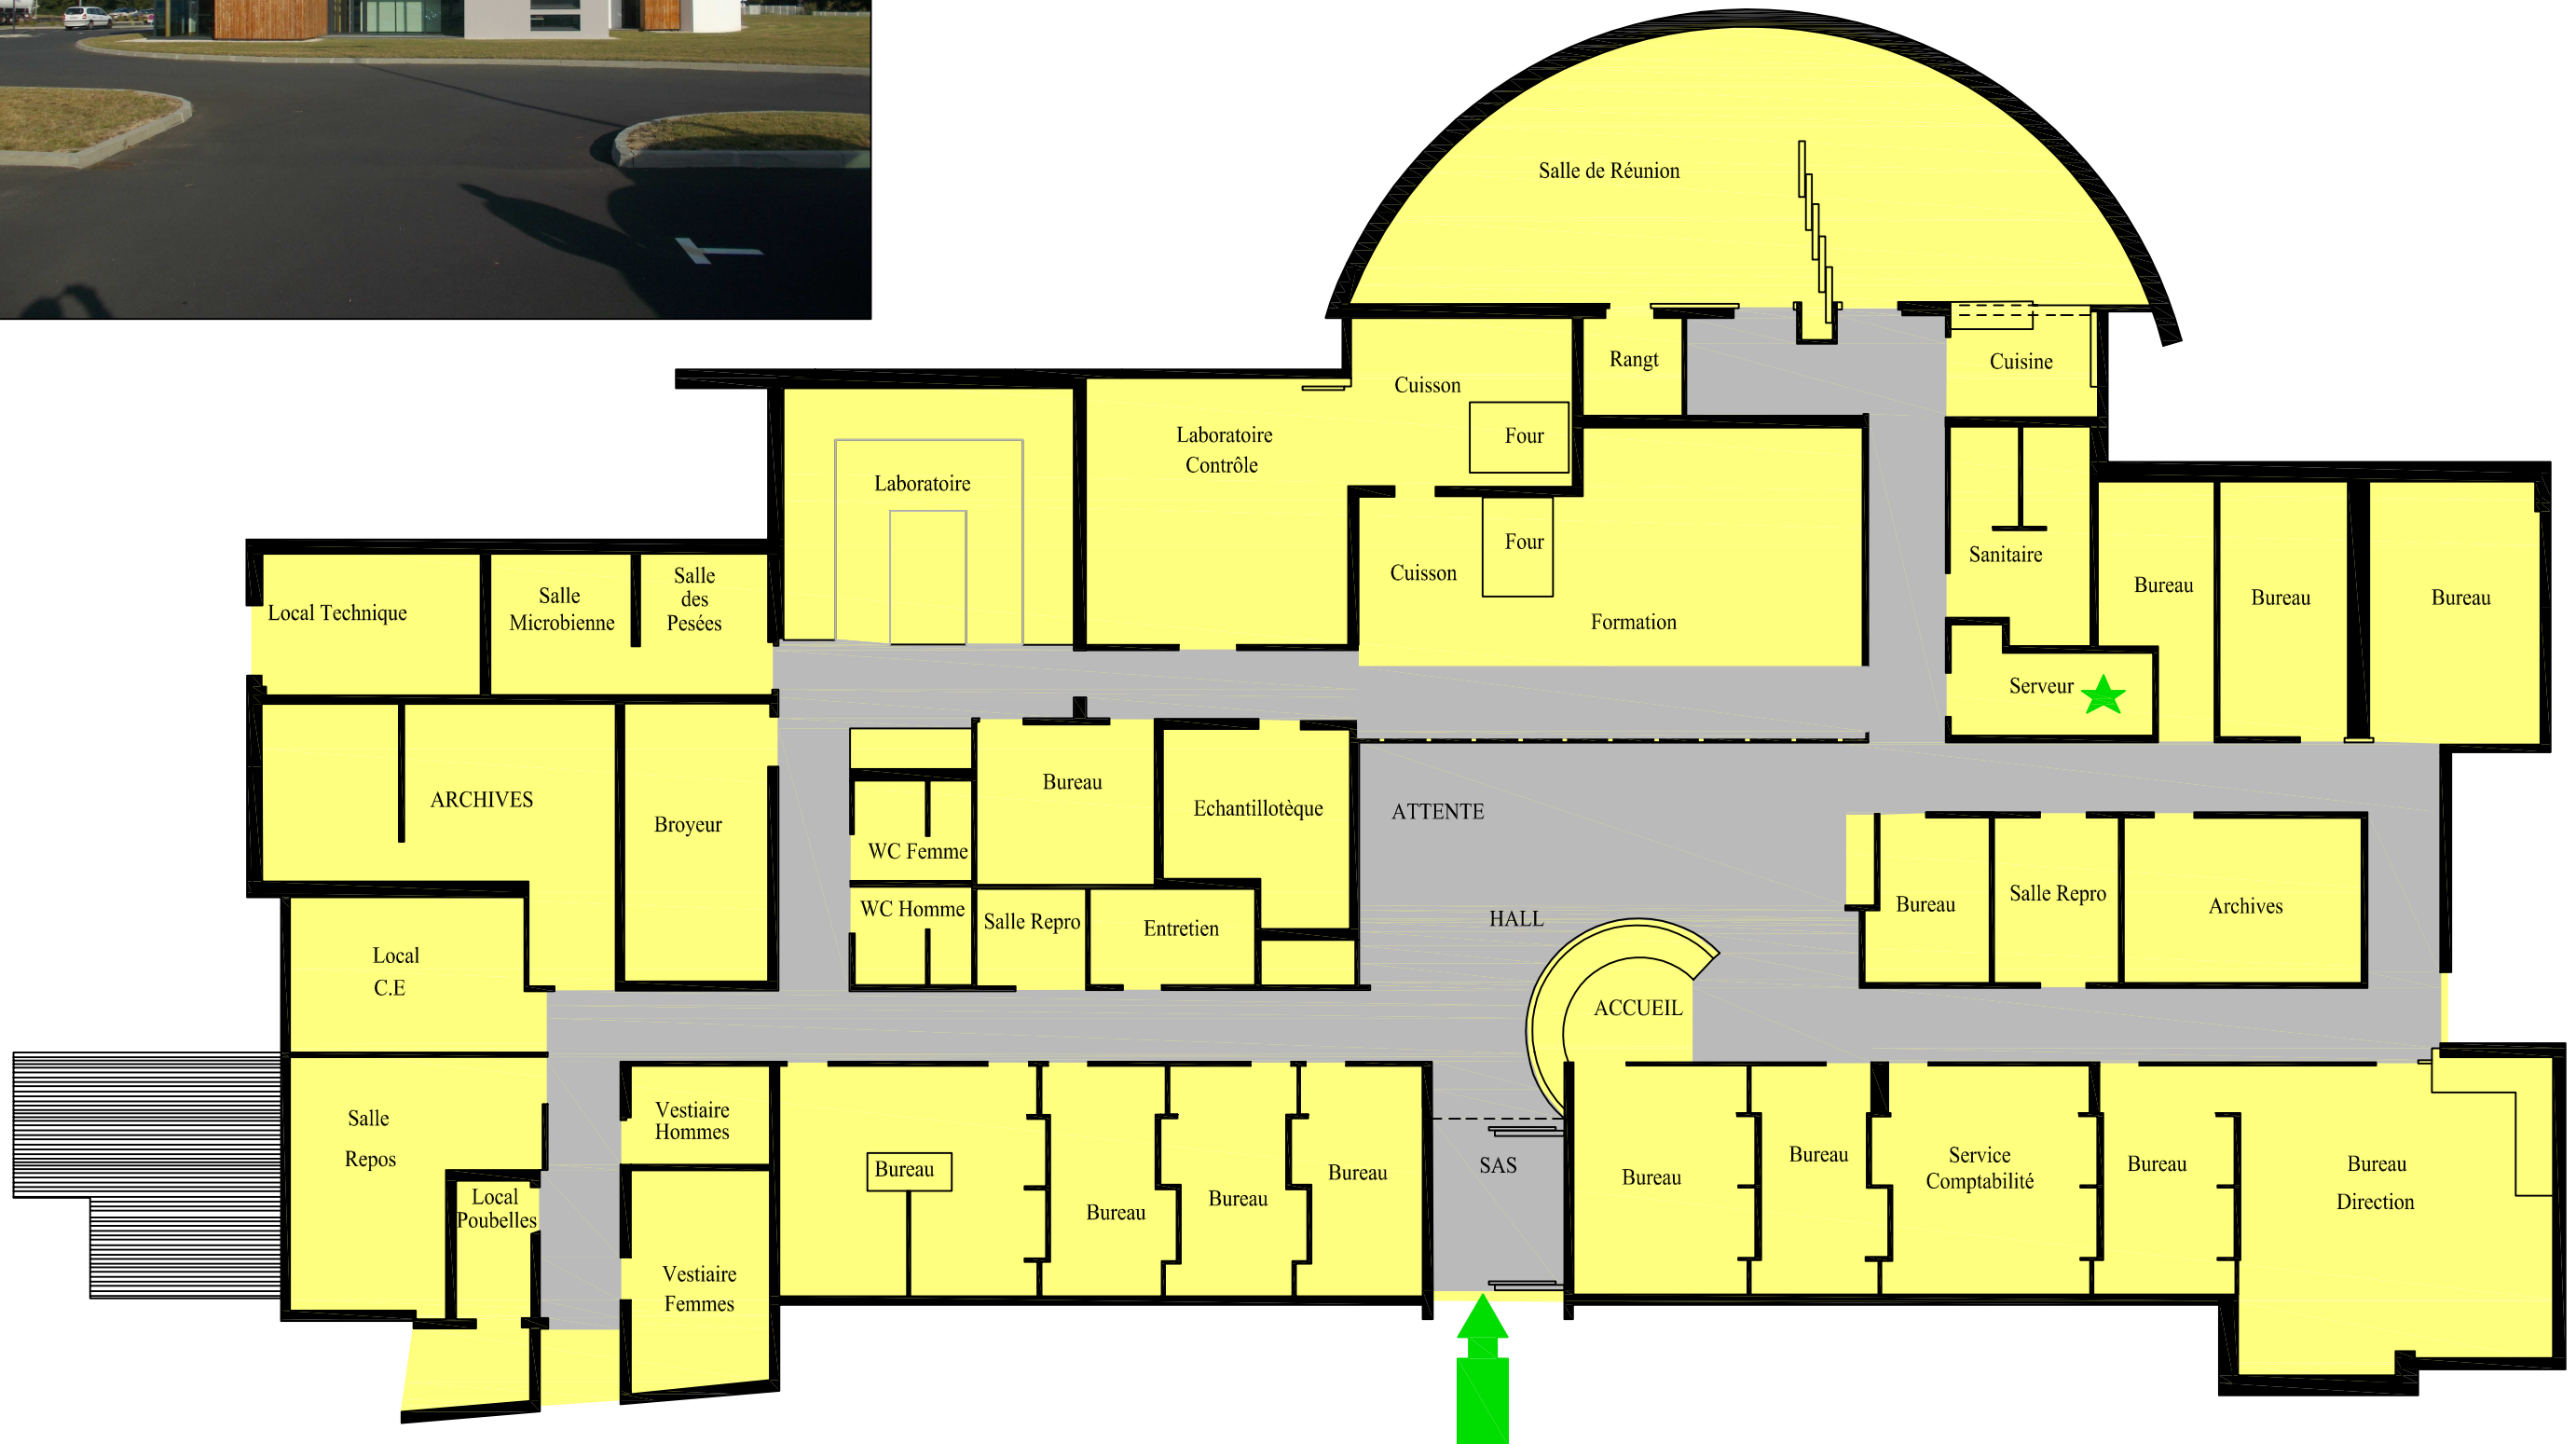 Salle de Réunion
Rangt
Cuisine
Cuisson
Four
Laboratoire
Contrôle
Laboratoire
Four
Cuisson
Formation
Sanitaire
Bureau
Bureau
Bureau
Serveur
Local Technique
Salle
Microbienne
Salle
des
Pesées
ARCHIVES
Broyeur
Bureau
Echantillotèque
WC Femme
WC Homme
Salle Repro
Entretien
ATTENTE
HALL
ACCUEIL
Bureau
Salle Repro
Archives
Local
C.E
Salle
Repos
Local
Poubelles
Vestiaire
Hommes
Vestiaire
Femmes
Bureau
Bureau
Bureau
Bureau
SAS
Bureau
Bureau
Service
Comptabilité
Bureau
Bureau
Direction